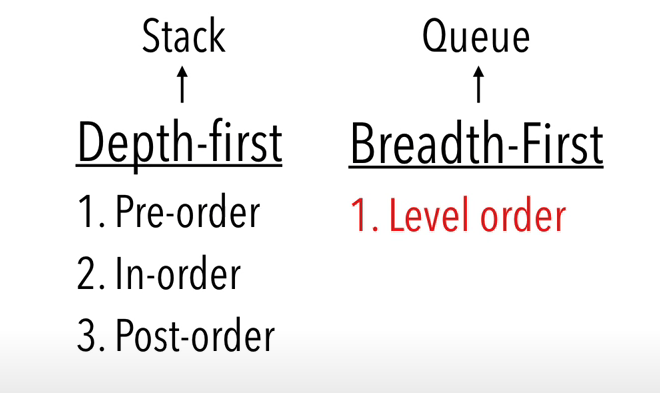 Stack
Depth-first
1. Pre-order
2. In-order
3. Post-order
Queue
Breadth-First
1. Level order